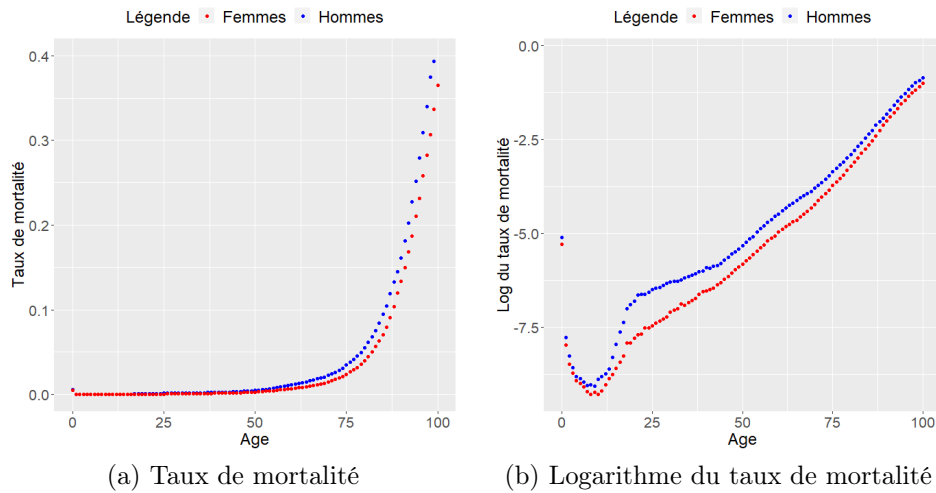 Légende Femmes Hommes
Taux de mortalité
0.4
0.3
0.2
0.1
0.0
0 25 50 75 100
Age
(a) Taux de mortalité
Légende Femmes Hommes
Log du taux de mortalité
0.0
-2.5
-5.0
-7.5
0 25 50 75 100
Age
(b) Logarithme du taux de mortalité